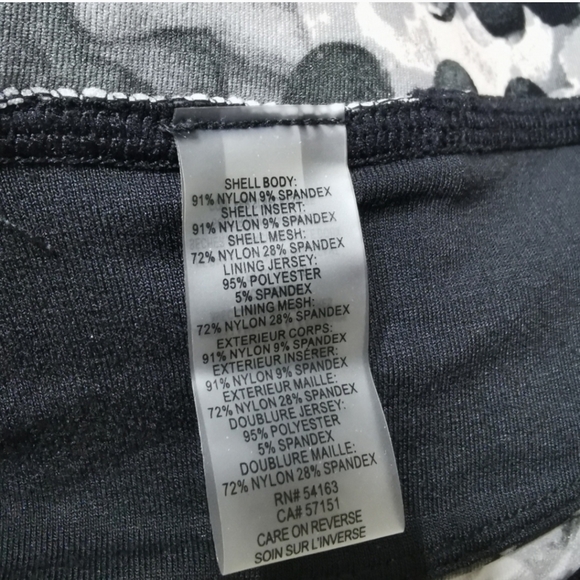 SHELL BODY:
91% NYLON 9% SPANDEX
SHELL INSERT:
91% NYLON 9% SPANDEX
SHELL MESH:
72% NYLON 28% SPANDEX
LINING JERSEY:
95% POLYESTER
5% SPANDEX
LINING MESH:
72% NYLON 28% SPANDEX
EXTERIEUR CORPS:
91% NYLON 9% SPANDEX
EXTERIEUR INSÉRER:
91% NYLON 9% SPANDEX
EXTERIEUR MAILLE:
72% NYLON 28% SPANDEX
DOUBLURE JERSEY:
95% POLYESTER
5% SPANDEX
DOUBLURE MAILLE:
72% NYLON 28% SPANDEX
RN# 54163
CA# 57151
CARE ON REVERSE
SOIN SUR L'INVERSE